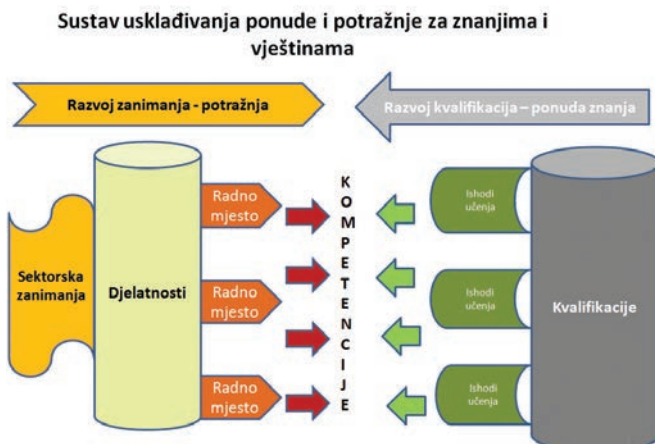 Sustav usklađivanja ponude i potražnje za znanjima i
vještinama
Razvoj zanimanja - potražnja
Razvoj kvalifikacija – ponuda znanja
Sektorska
zanimanja
Djelatnosti
Radno
mjesto
Radno
mjesto
Radno
mjesto
KOMPETENCIJE
Ishodi
učenja
Ishodi
učenja
Ishodi
učenja
Kvalifikacije